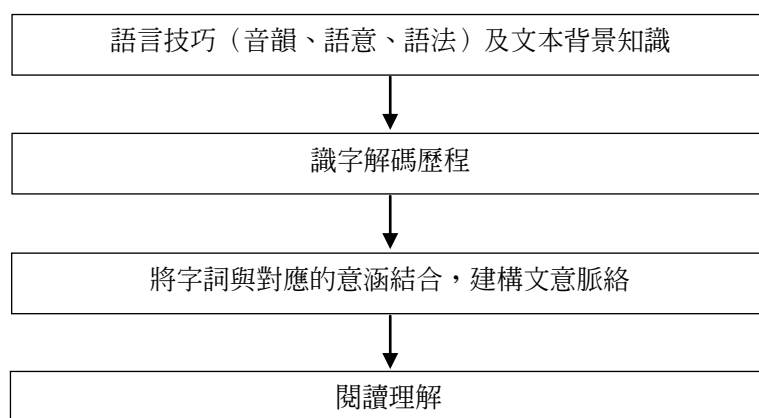 語言技巧（音韻、語意、語法）及文本背景知識
識字解碼歷程
將字詞與對應的意涵結合，建構文意脈絡
閱讀理解